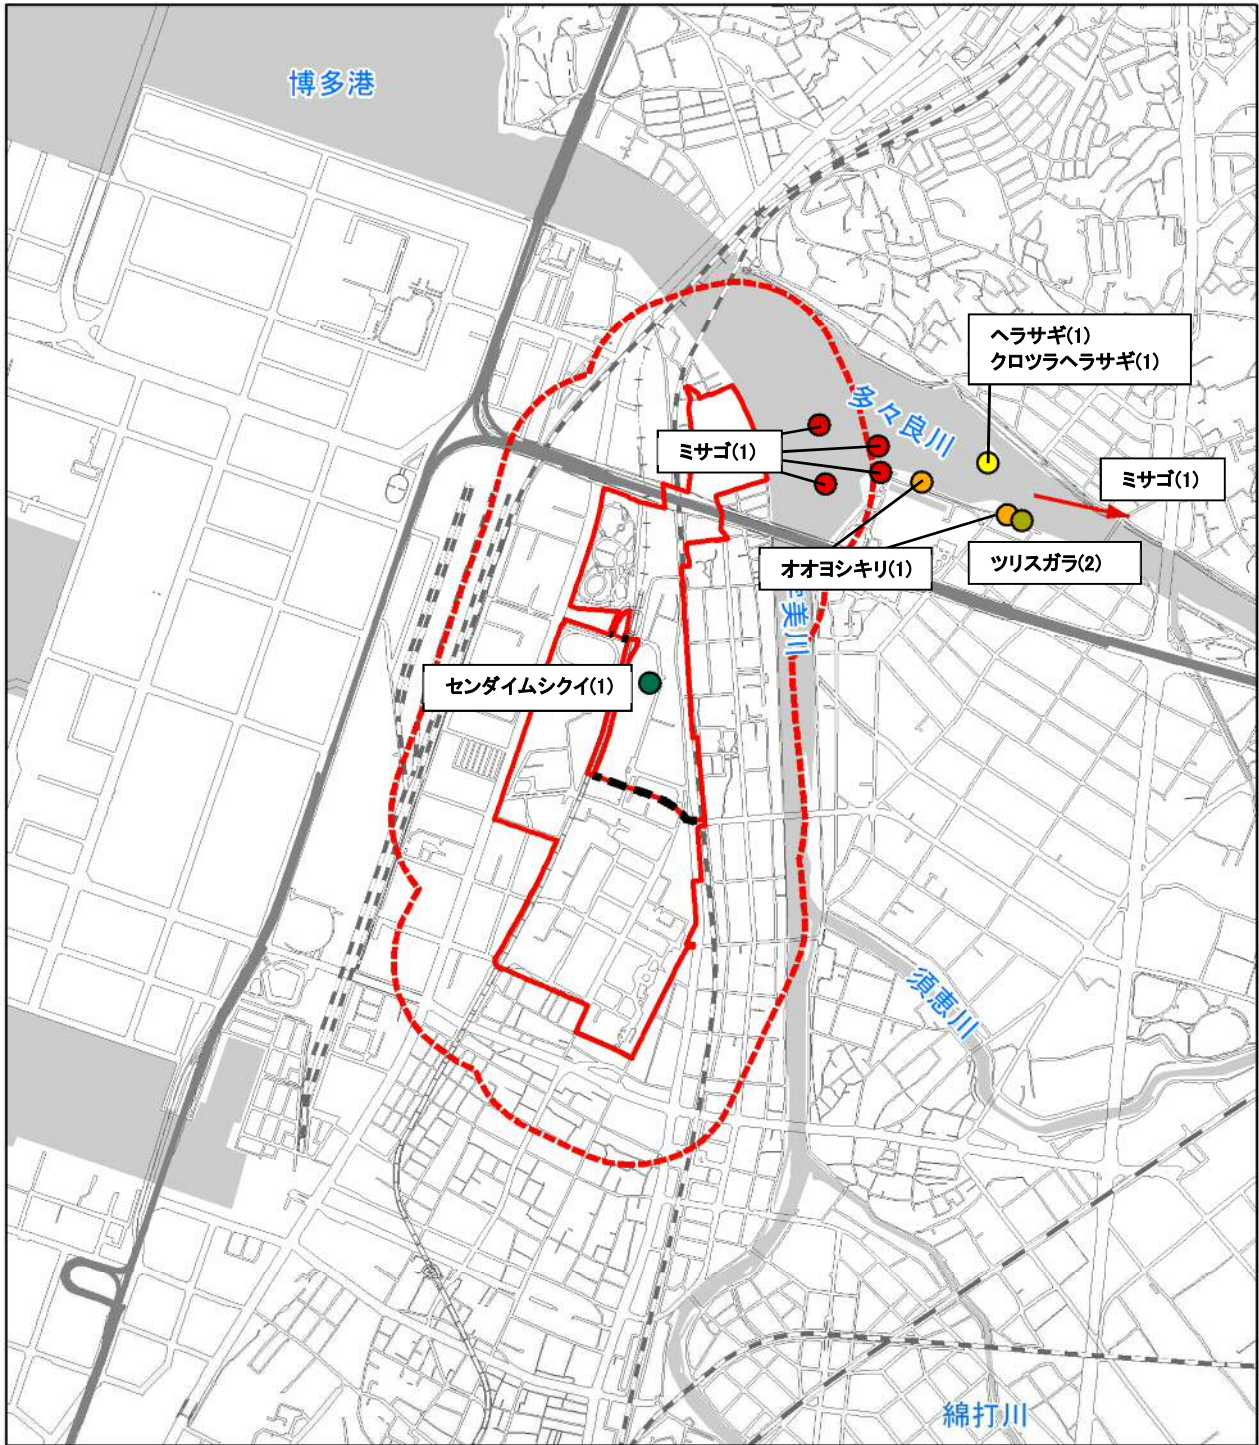 博多港
ヘラサギ(1)
クロツラヘラサギ(1)
多々良川
ミサゴ(1)
ミサゴ(1)
オオヨシキリ(1)
ツリスガラ(2)
美川
センダイムシクイ(1)
須恵川
綿打川